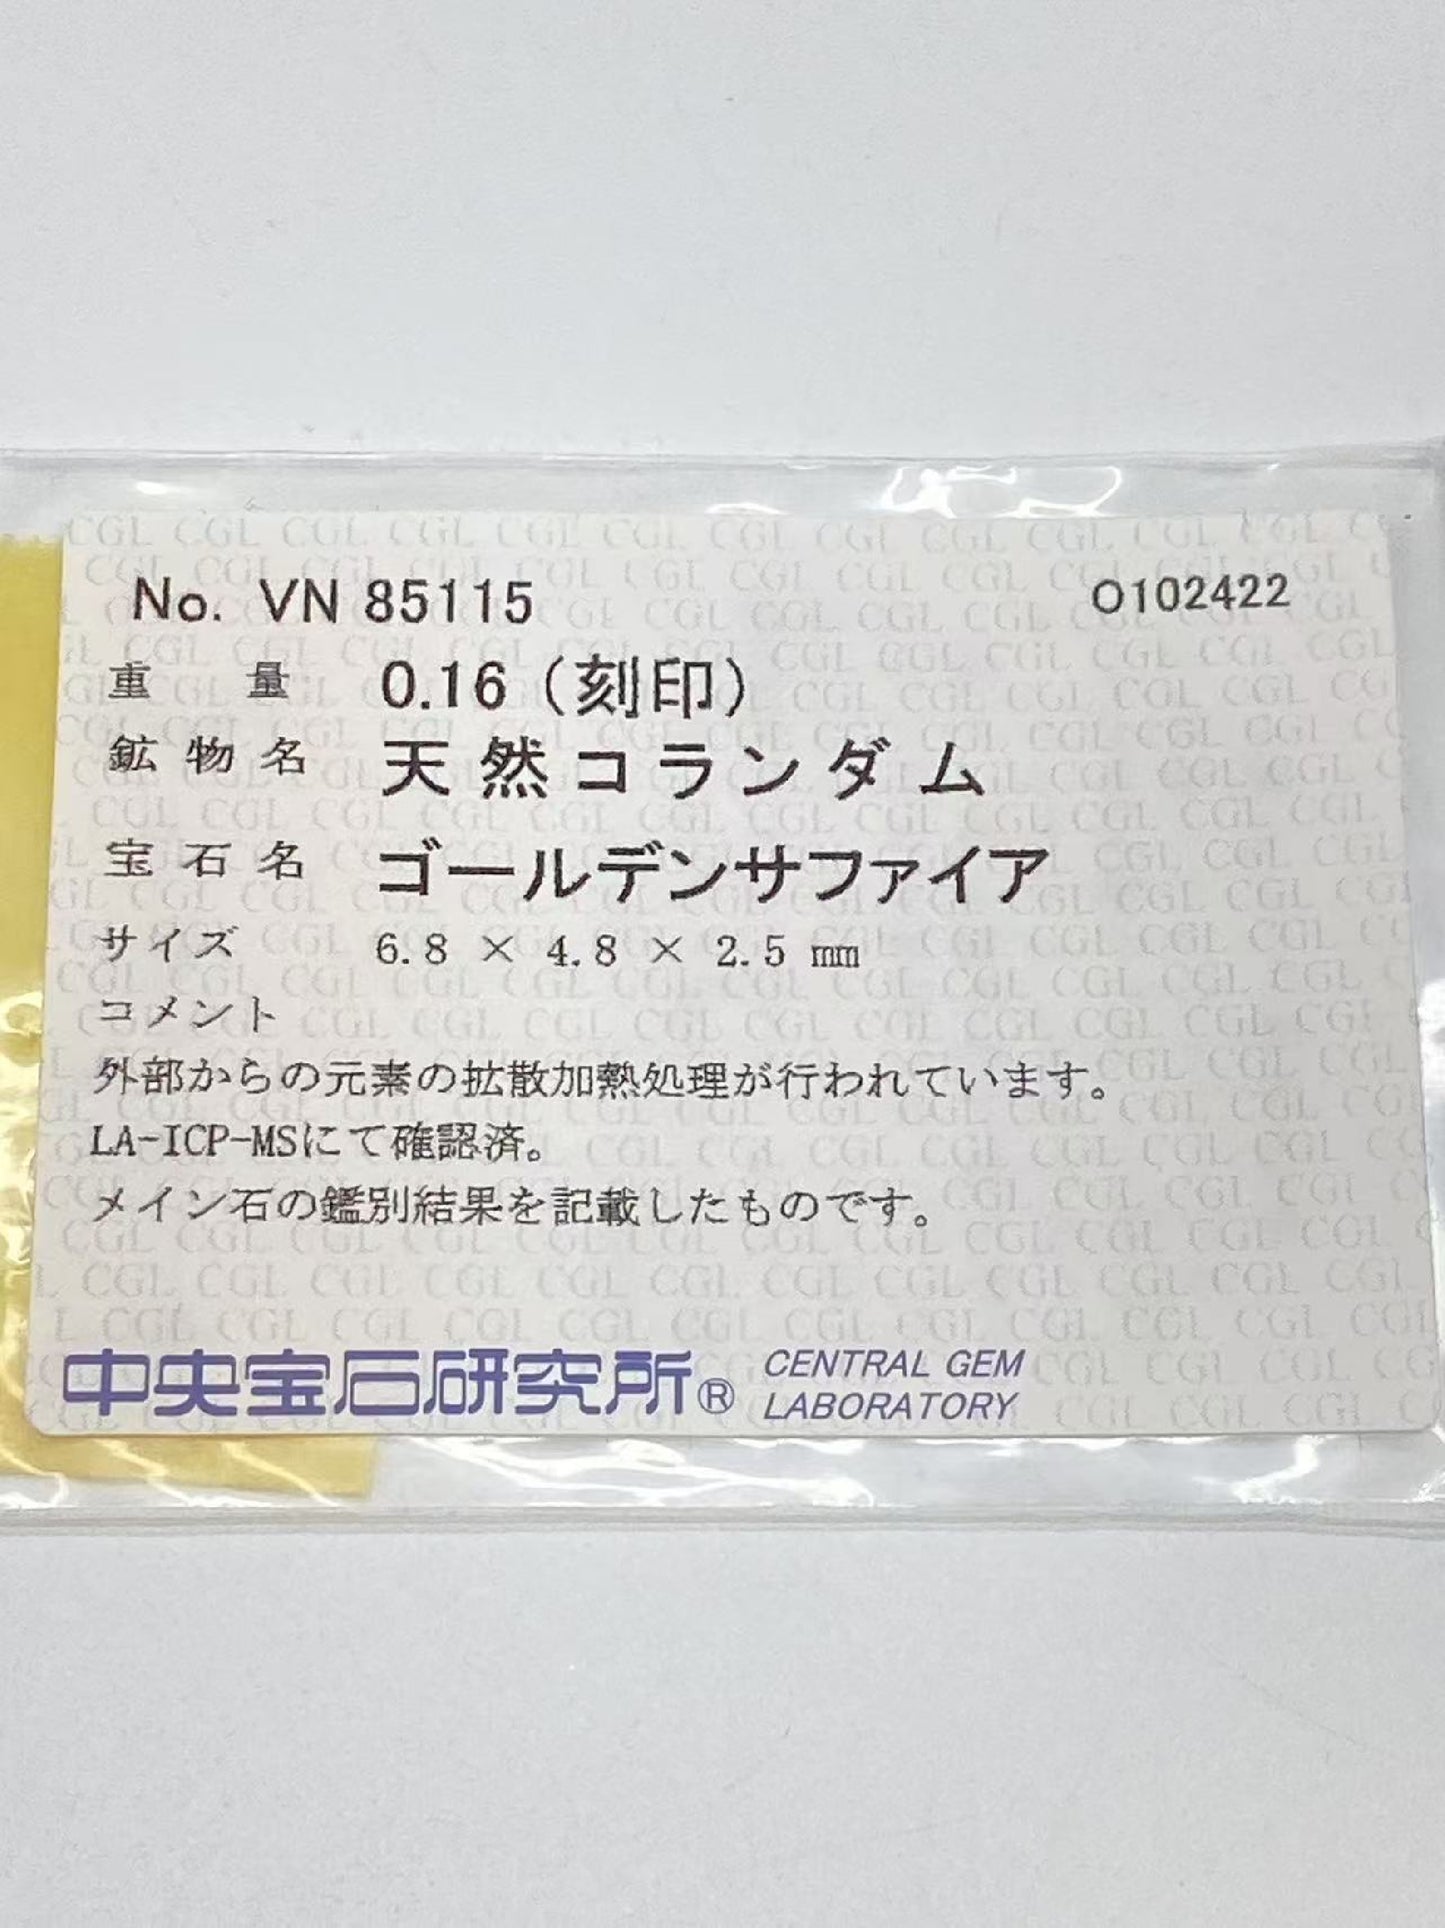 No. VN 85115 O102422
重量 0.16(刻印)
鉱物名 天然コランダム
宝石名 ゴールデンサファイア
サイズ 6.8 × 4.8 × 2.5 mm
コメント
外部からの元素の拡散加熱処理が行われています。
LA-ICP-MSにて確認済。
メイン石の鑑別結果を記載したものです。
中央宝石研究所® CENTRAL GEM
LABORATORY